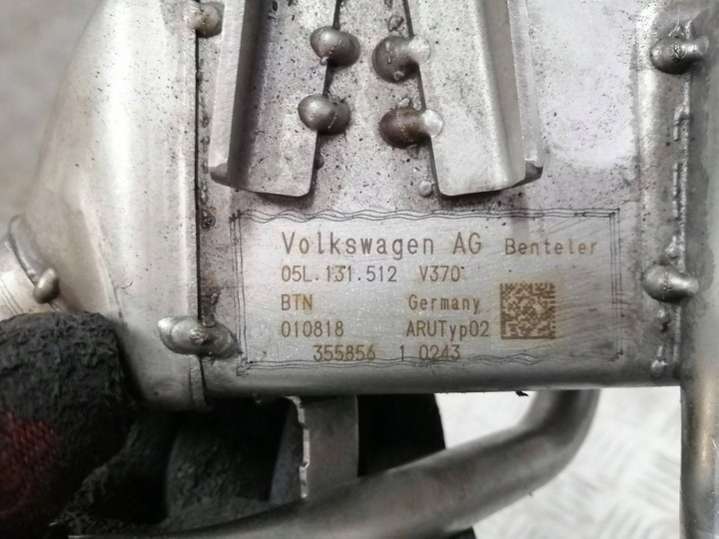 Volkswagen AG Benteler
05L.131.512 V370
BTN Germany
010818 ARUTyp02
355856 1 0243